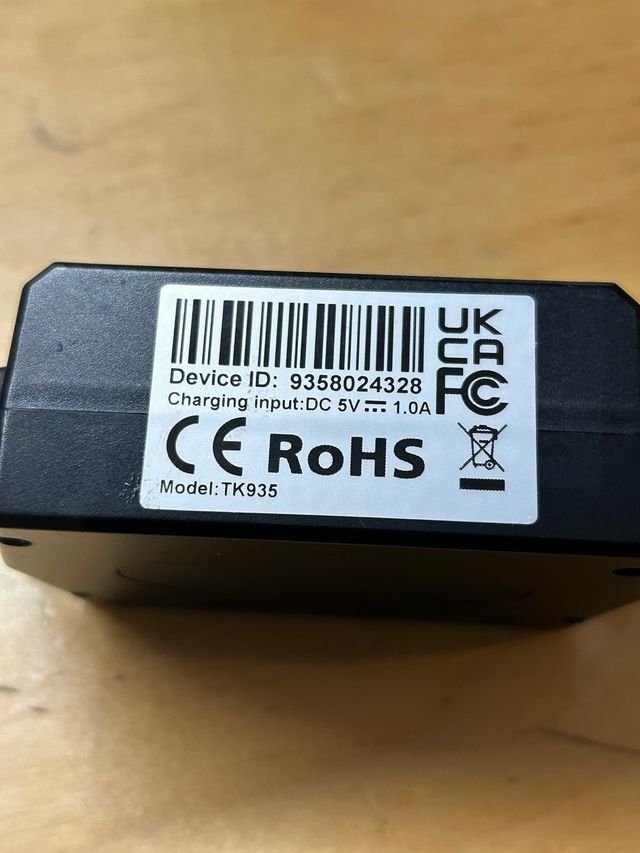 UK
CA
Device ID: 9358024328
Charging input:DC 5V⎓1.0A
FC
CE RoHS
Model:TK935